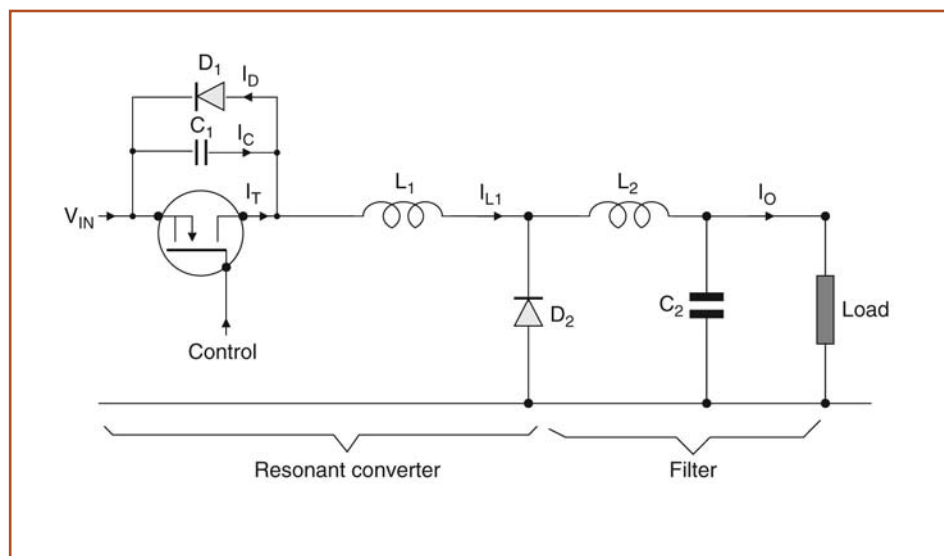 D1
ID
C1
IC
IT
VIN
L1
IL1
L2
IO
D2
C2
Load
Control
Resonant converter
Filter